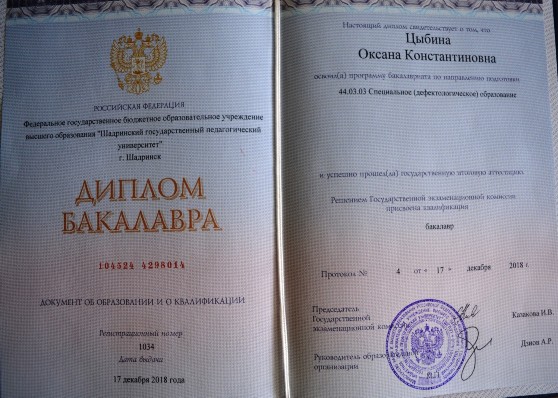 РОССИЙСКАЯ ФЕДЕРАЦИЯ
Федеральное государственное бюджетное образовательное учреждение
высшего образования "Шадринский государственный педагогический
университет"
г. Шадринск
ДИПЛОМ
БАКАЛАВРА
104524 4298014
ДОКУМЕНТ ОБ ОБРАЗОВАНИИ И О КВАЛИФИКАЦИИ
Регистрационный номер
1034
Дата выдачи
17 декабря 2018 года
Настоящий диплом свидетельствует о том, что
Цыбина
Оксана Константиновна
освоил(а) программу бакалавриата по направлению подготовки
44.03.03 Специальное (дефектологическое) образование
и успешно прошел(ла) государственную итоговую аттестацию
Решением Государственной экзаменационной комиссии
присвоена квалификация
бакалавр
Протокол № 4 от « 17 » декабря 2018 г.
Председатель
Государственной
экзаменационной комиссии Казакова И.В.
Руководитель образовательной
организации Дзиов А.Р.